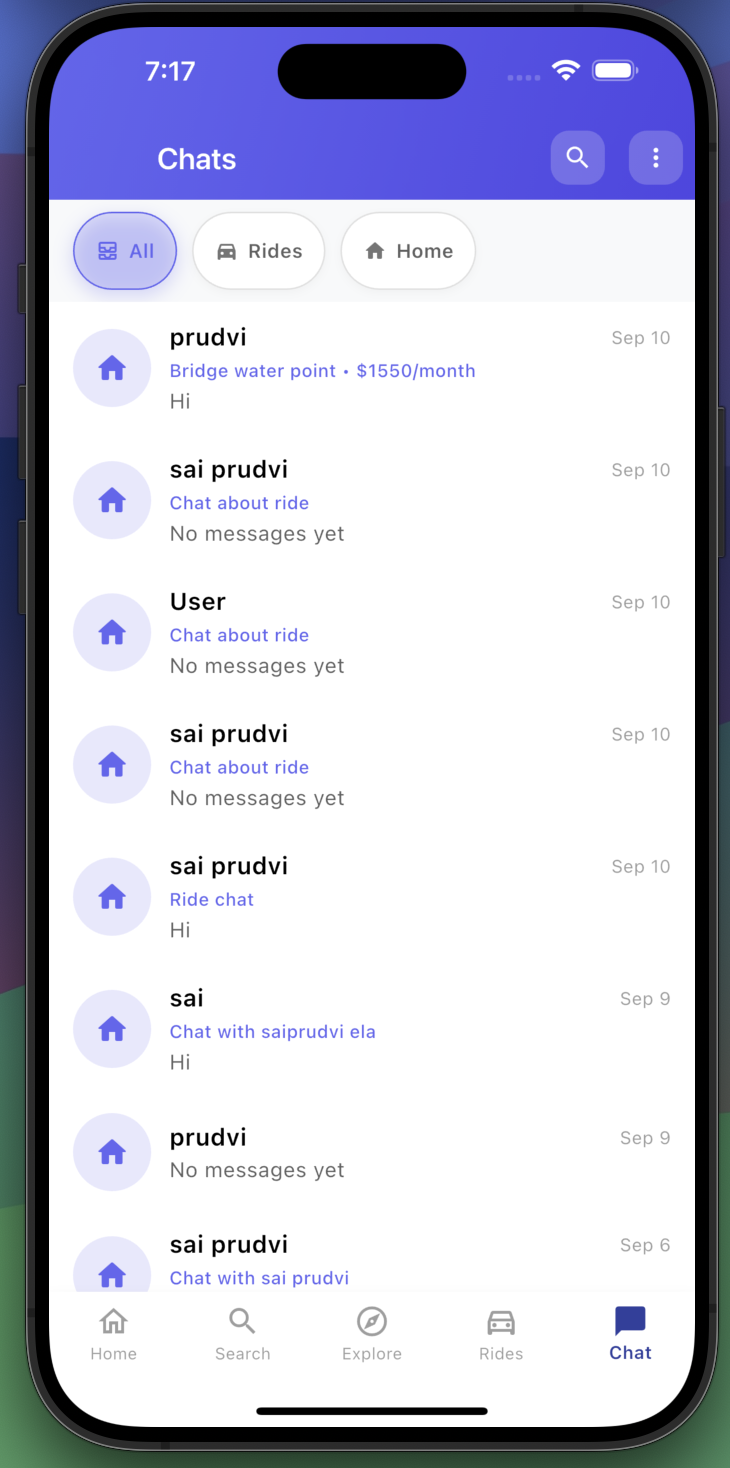 7:17
Chats
All Rides Home
prudvi Sep 10
Bridge water point • $1550/month
Hi
sai prudvi Sep 10
Chat about ride
No messages yet
User Sep 10
Chat about ride
No messages yet
sai prudvi Sep 10
Chat about ride
No messages yet
sai prudvi Sep 10
Ride chat
Hi
sai Sep 9
Chat with saiprudvi ela
Hi
prudvi Sep 9
No messages yet
sai prudvi Sep 6
Chat with sai prudvi
Home Search Explore Rides Chat